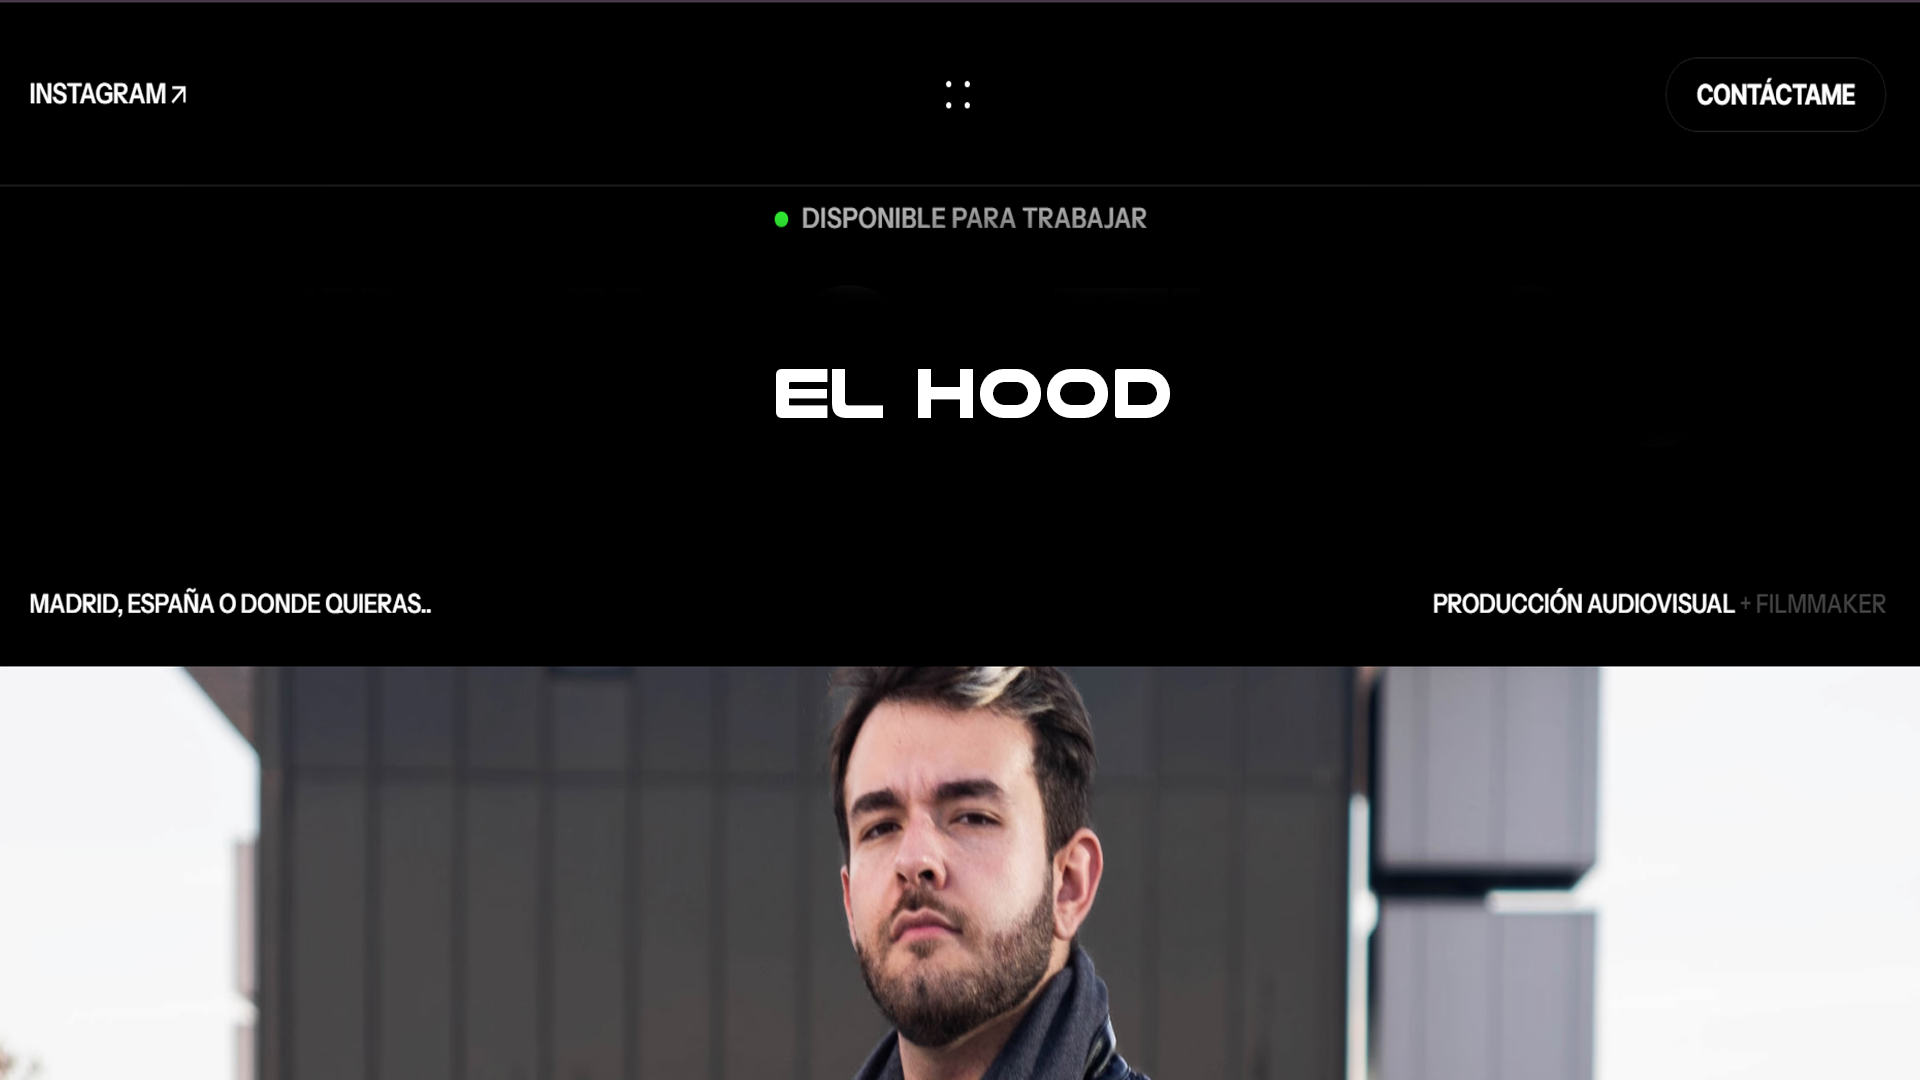 INSTAGRAM↗
CONTÁCTAME
DISPONIBLE PARA TRABAJAR
EL HOOD
MADRID, ESPAÑA O DONDE QUIERAS..
PRODUCCIÓN AUDIOVISUAL + FILMMAKER